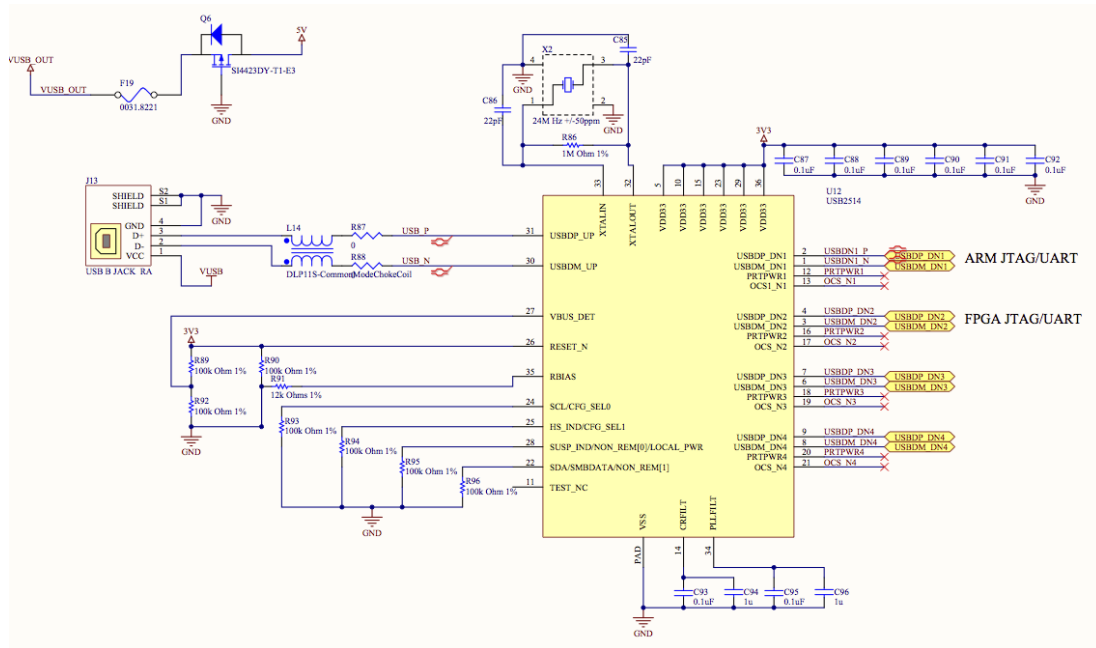 Q6
VUSB_OUT
5V
SI4423DY-T1-E3
VUSB_OUT
F19
0031.8221
GND
X2
C85
22pF
4
3
GND
C86
22pF
1
2
GND
24M Hz +/-50ppm
R86
1M Ohm 1%
3V3
C87
0.1uF
C88
0.1uF
C89
0.1uF
C90
0.1uF
C91
0.1uF
C92
0.1uF
GND
U12
USB2514
33
32
5
10
15
23
29
36
XTALIN
XTALOUT
VDD33
VDD33
VDD33
VDD33
VDD33
VDD33
J13
SHIELD S2
SHIELD S1
GND 4
D+ 3
D- 2
VCC 1
USB B JACK RA
GND
VUSB
L14
DLP11S-CommonModeChokeCoil
R87
0
R88
USB_P
USB_N
31 USBDP_UP
30 USBDM_UP
27 VBUS_DET
26 RESET_N
35 RBIAS
24 SCL/CFG_SEL0
25 HS_IND/CFG_SEL1
28 SUSP_IND/NON_REM[0]/LOCAL_PWR
22 SDA/SMBDATA/NON_REM[1]
11 TEST_NC
3V3
R89
100k Ohm 1%
R90
100k Ohm 1%
R91
12k Ohms 1%
R92
100k Ohm 1%
GND
R93
100k Ohm 1%
R94
100k Ohm 1%
R95
100k Ohm 1%
R96
100k Ohm 1%
GND
USBDP_DN1 2 USBDN1_P USBDP_DN1
USBDM_DN1 1 USBDN1_N USBDM_DN1
PRTPWR1 12 PRTPWR1
OCS1_N1 13 OCS_N1
ARM JTAG/UART
USBDP_DN2 4 USBDP_DN2 USBDP_DN2
USBDM_DN2 3 USBDM_DN2 USBDM_DN2
PRTPWR2 16 PRTPWR2
OCS_N2 17 OCS_N2
FPGA JTAG/UART
USBDP_DN3 7 USBDP_DN3 USBDP_DN3
USBDM_DN3 6 USBDM_DN3 USBDM_DN3
PRTPWR3 18 PRTPWR3
OCS_N3 19 OCS_N3
USBDP_DN4 9 USBDP_DN4 USBDP_DN4
USBDM_DN4 8 USBDM_DN4 USBDM_DN4
PRTPWR4 20 PRTPWR4
OCS_N4 21 OCS_N4
VSS
CRFILT
PLLFILT
PAD
14
34
C93
0.1uF
C94
1u
C95
0.1uF
C96
1u
GND